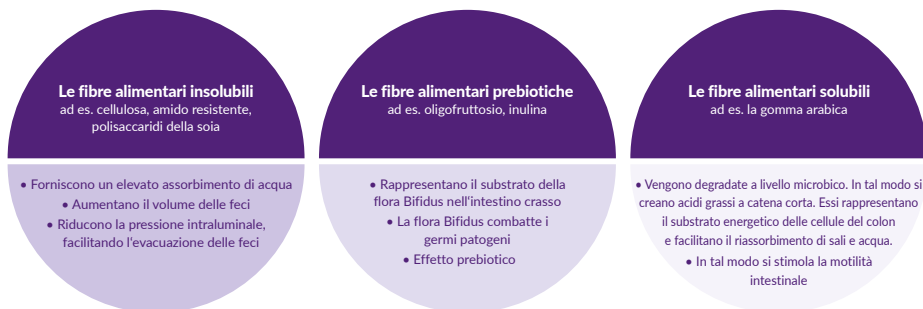 Le fibre alimentari insolubili
ad es. cellulosa, amido resistente,
polisaccaridi della soia
• Forniscono un elevato assorbimento di acqua
• Aumentano il volume delle feci
• Riducono la pressione intraluminale,
facilitando l'evacuazione delle feci
Le fibre alimentari prebiotiche
ad es. oligofruttosio, inulina
• Rappresentano il substrato della
flora Bifidus nell'intestino crasso
• La flora Bifidus combatte i
germi patogeni
• Effetto prebiotico
Le fibre alimentari solubili
ad es. la gomma arabica
• Vengono degradate a livello microbico. In tal modo si
creano acidi grassi a catena corta. Essi rappresentano
il substrato energetico delle cellule del colon
e facilitano il riassorbimento di sali e acqua.
• In tal modo si stimola la motilità
intestinale